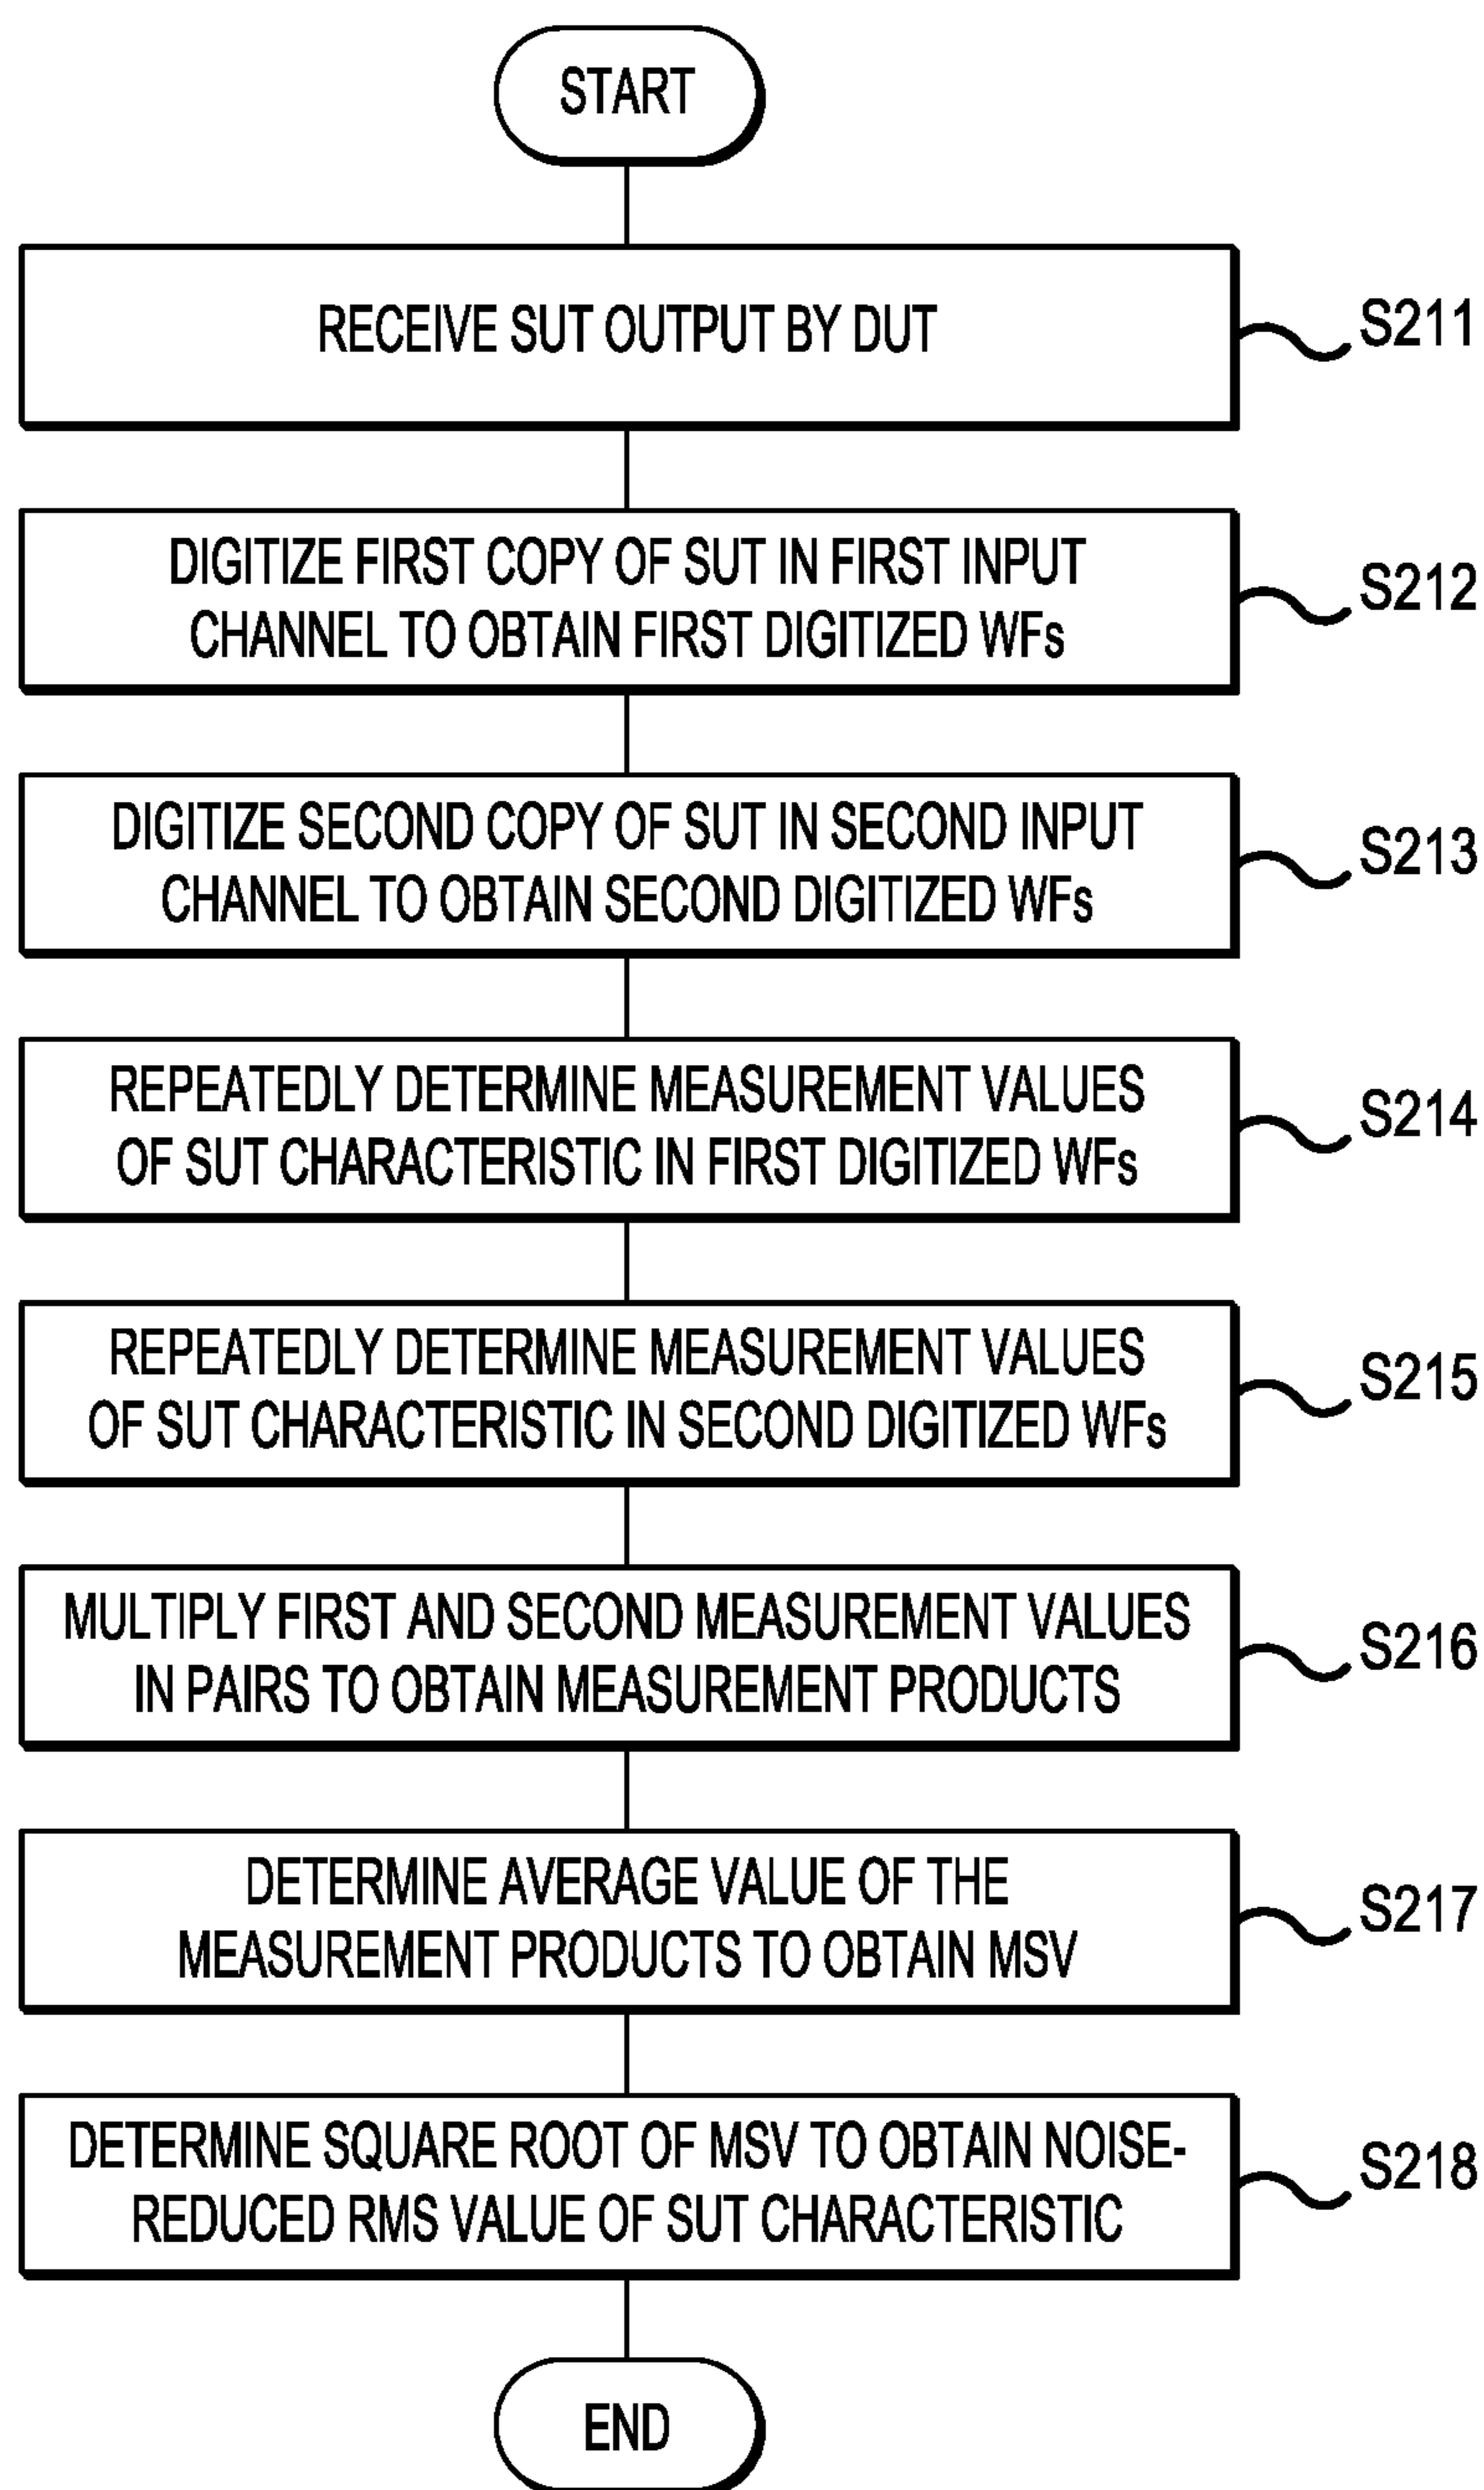 START
RECEIVE SUT OUTPUT BY DUT
S211
DIGITIZE FIRST COPY OF SUT IN FIRST INPUT
CHANNEL TO OBTAIN FIRST DIGITIZED WFs
S212
DIGITIZE SECOND COPY OF SUT IN SECOND INPUT
CHANNEL TO OBTAIN SECOND DIGITIZED WFs
S213
REPEATEDLY DETERMINE MEASUREMENT VALUES
OF SUT CHARACTERISTIC IN FIRST DIGITIZED WFs
S214
REPEATEDLY DETERMINE MEASUREMENT VALUES
OF SUT CHARACTERISTIC IN SECOND DIGITIZED WFs
S215
MULTIPLY FIRST AND SECOND MEASUREMENT VALUES
IN PAIRS TO OBTAIN MEASUREMENT PRODUCTS
S216
DETERMINE AVERAGE VALUE OF THE
MEASUREMENT PRODUCTS TO OBTAIN MSV
S217
DETERMINE SQUARE ROOT OF MSV TO OBTAIN NOISE-
REDUCED RMS VALUE OF SUT CHARACTERISTIC
S218
END